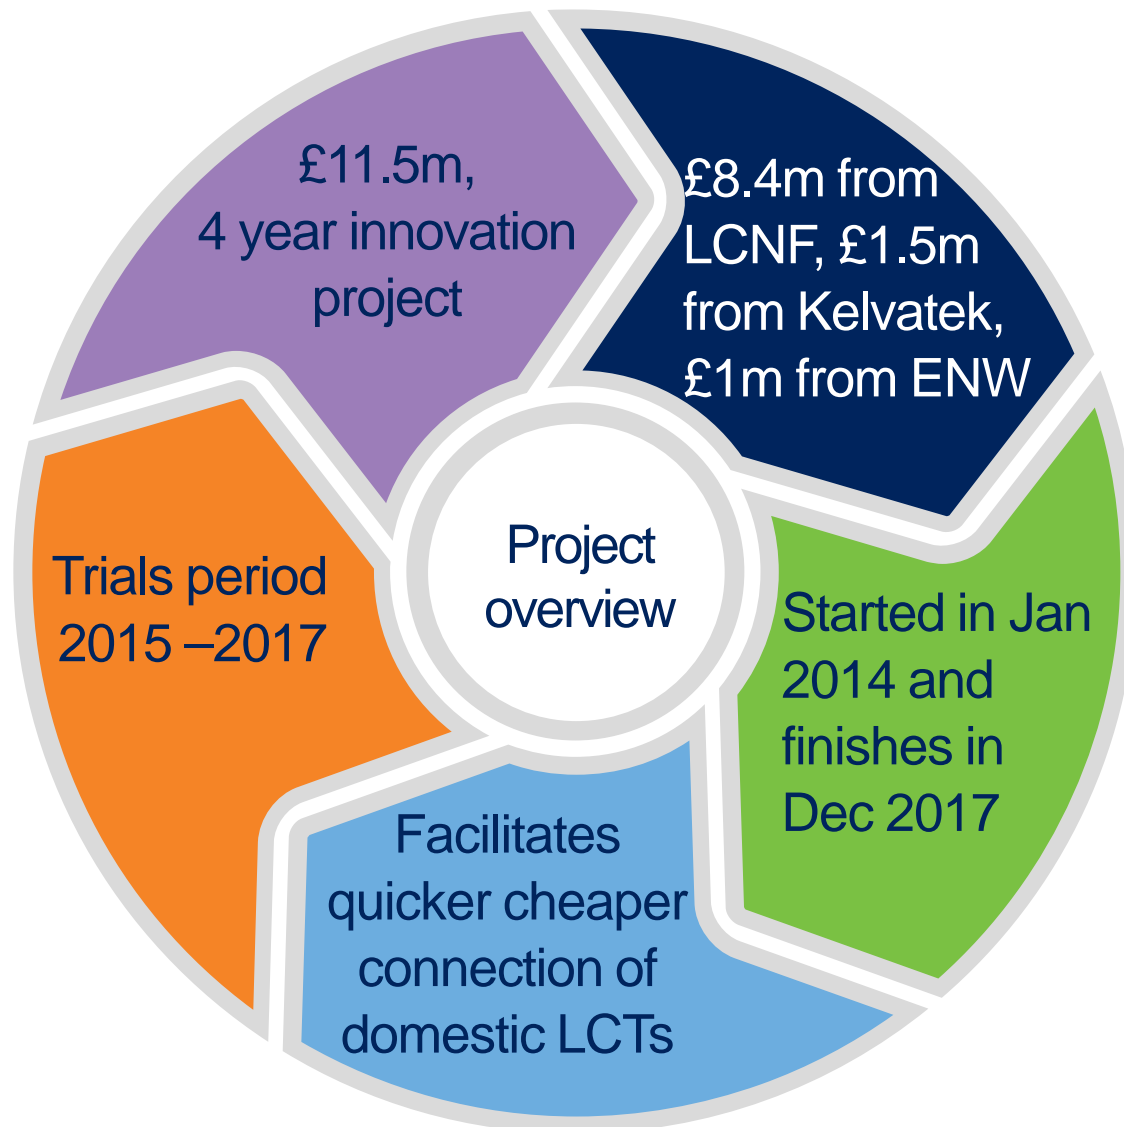 £11.5m,
4 year innovation
project
£8.4m from
LCNF, £1.5m
from Kelvatek,
£1m from ENW
Project
overview
Trials period
2015 –2017
Started in Jan
2014 and
finishes in
Dec 2017
Facilitates
quicker cheaper
connection of
domestic LCTs